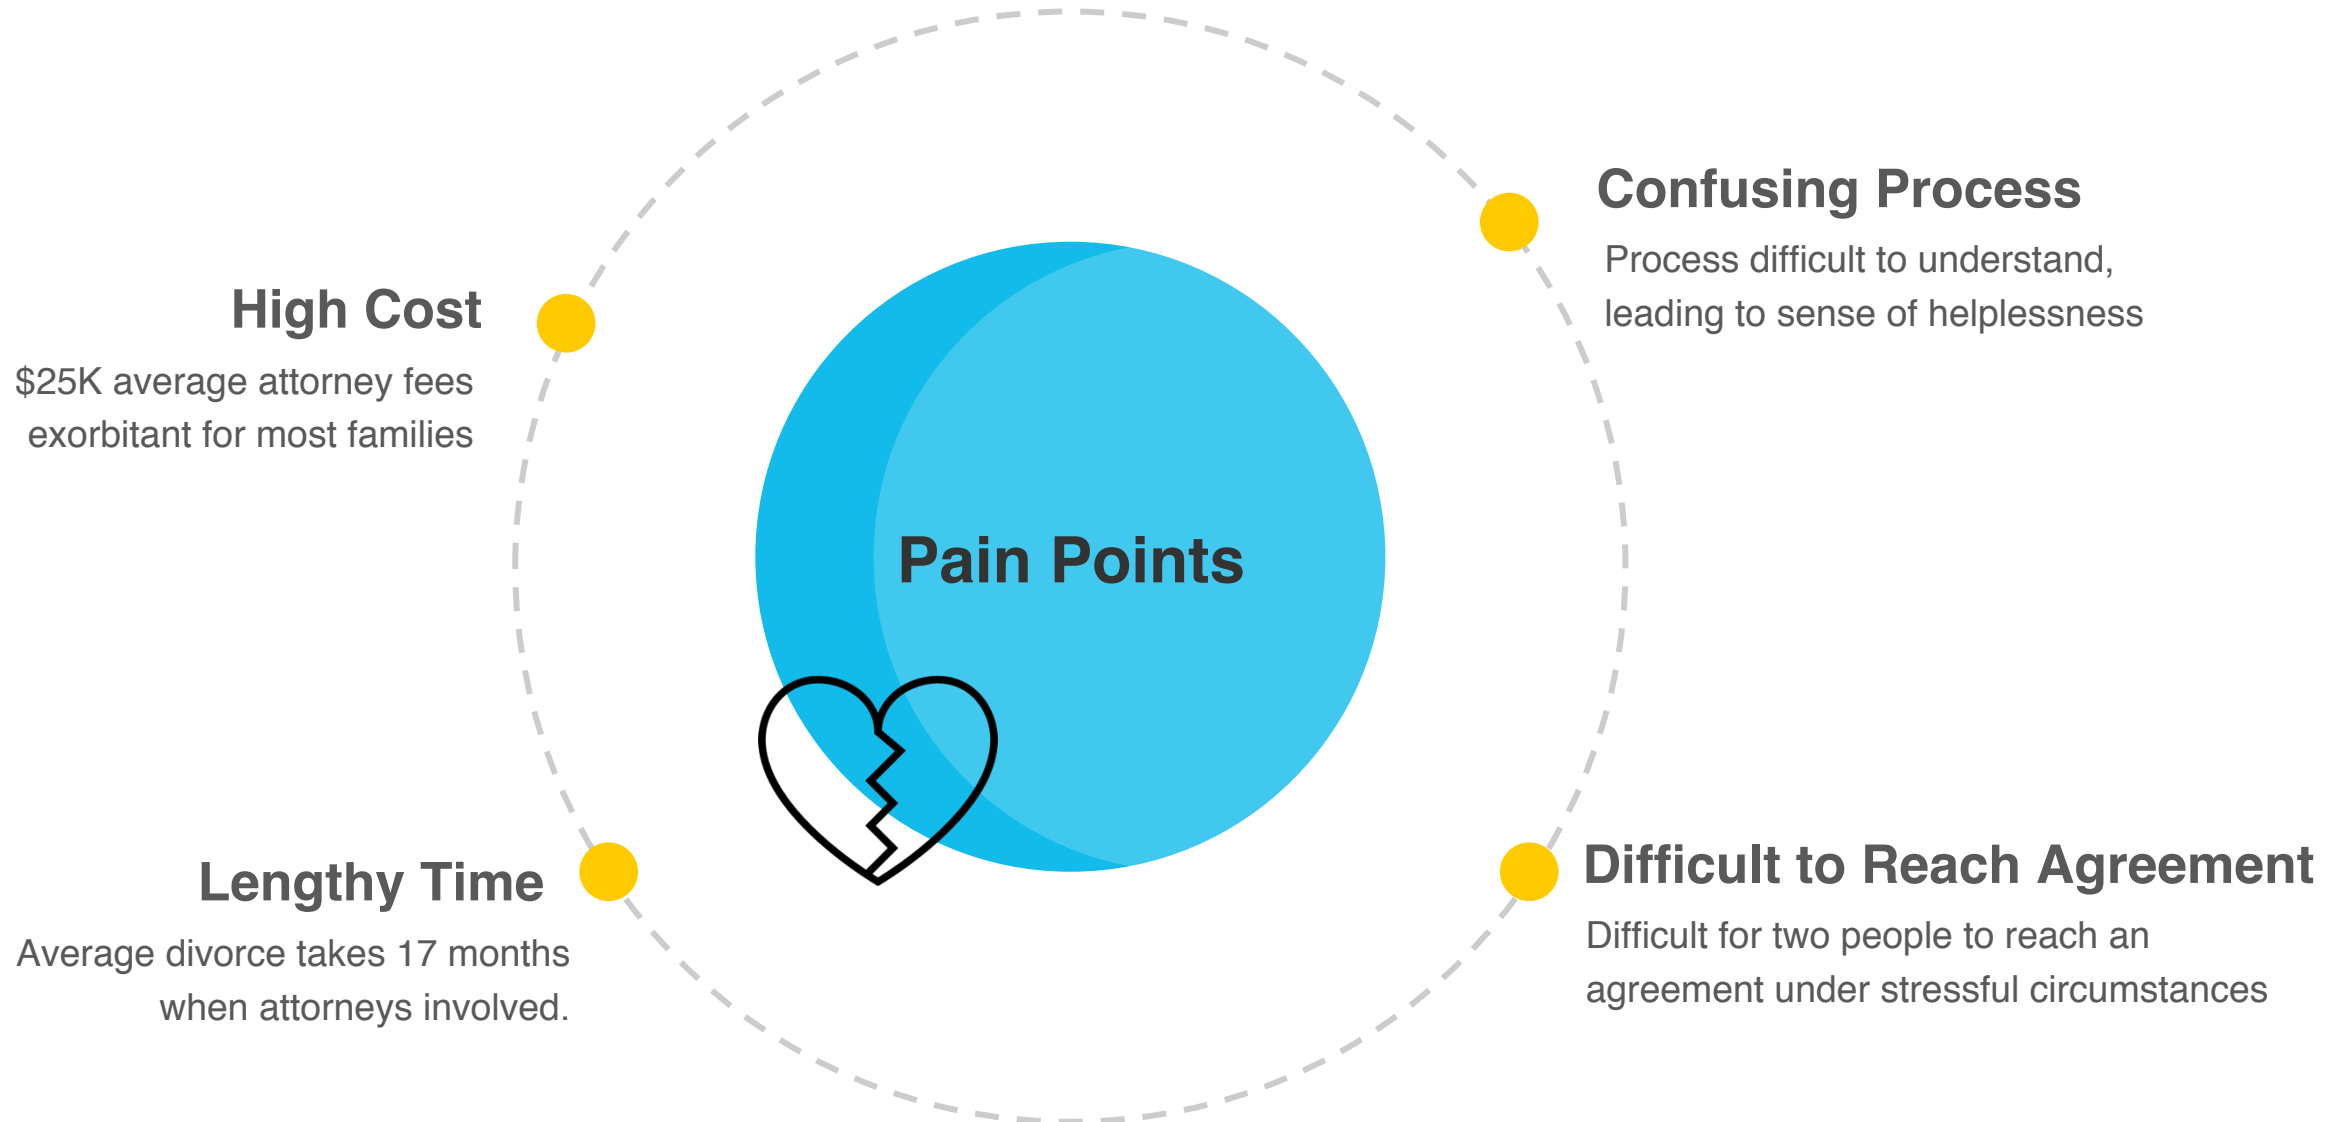 High Cost
$25K average attorney fees
exorbitant for most families
Confusing Process
Process difficult to understand,
leading to sense of helplessness
Pain Points
Lengthy Time
Average divorce takes 17 months
when attorneys involved.
Difficult to Reach Agreement
Difficult for two people to reach an
agreement under stressful circumstances